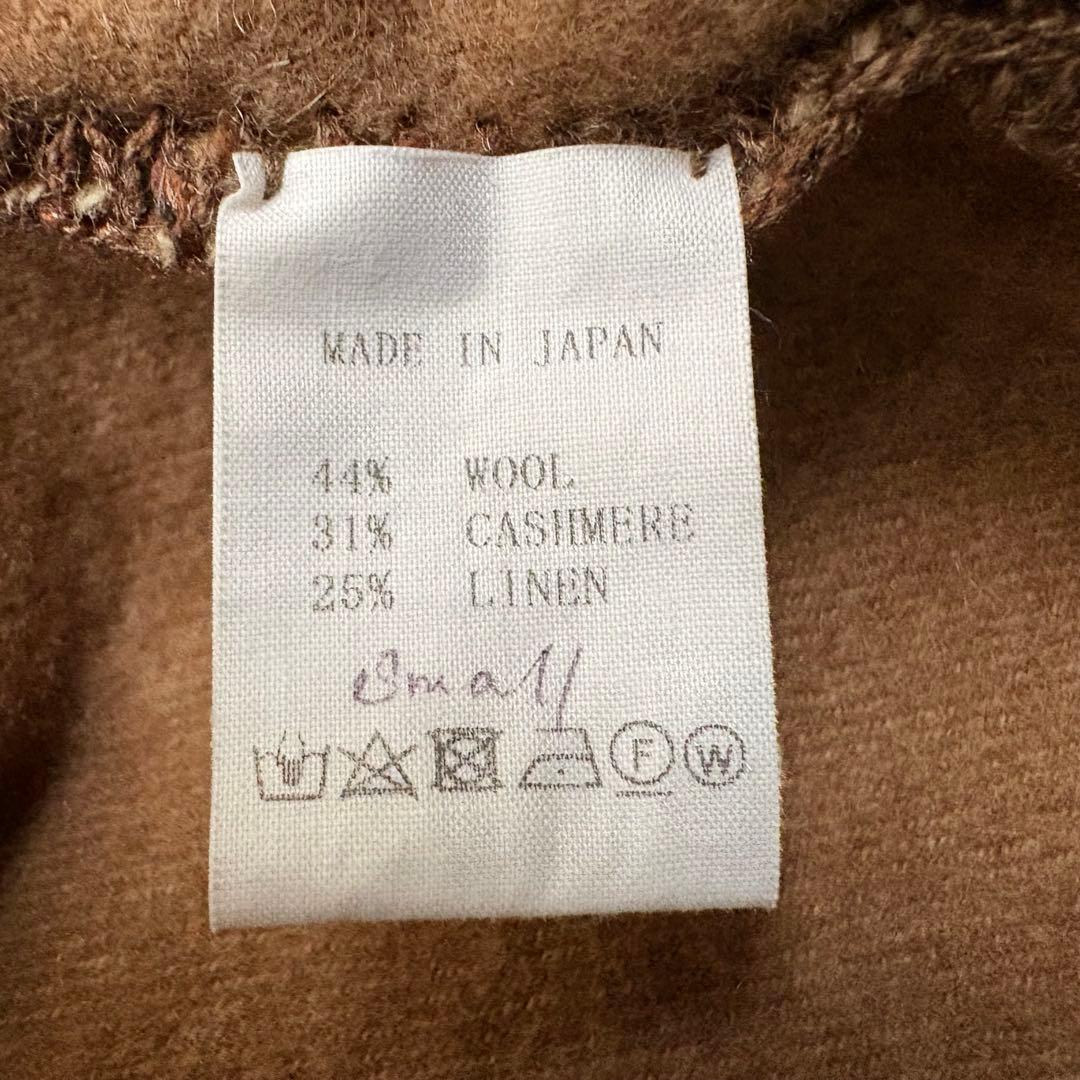 MADE IN JAPAN
44% WOOL
31% CASHMERE
25% LINEN
Small
F W